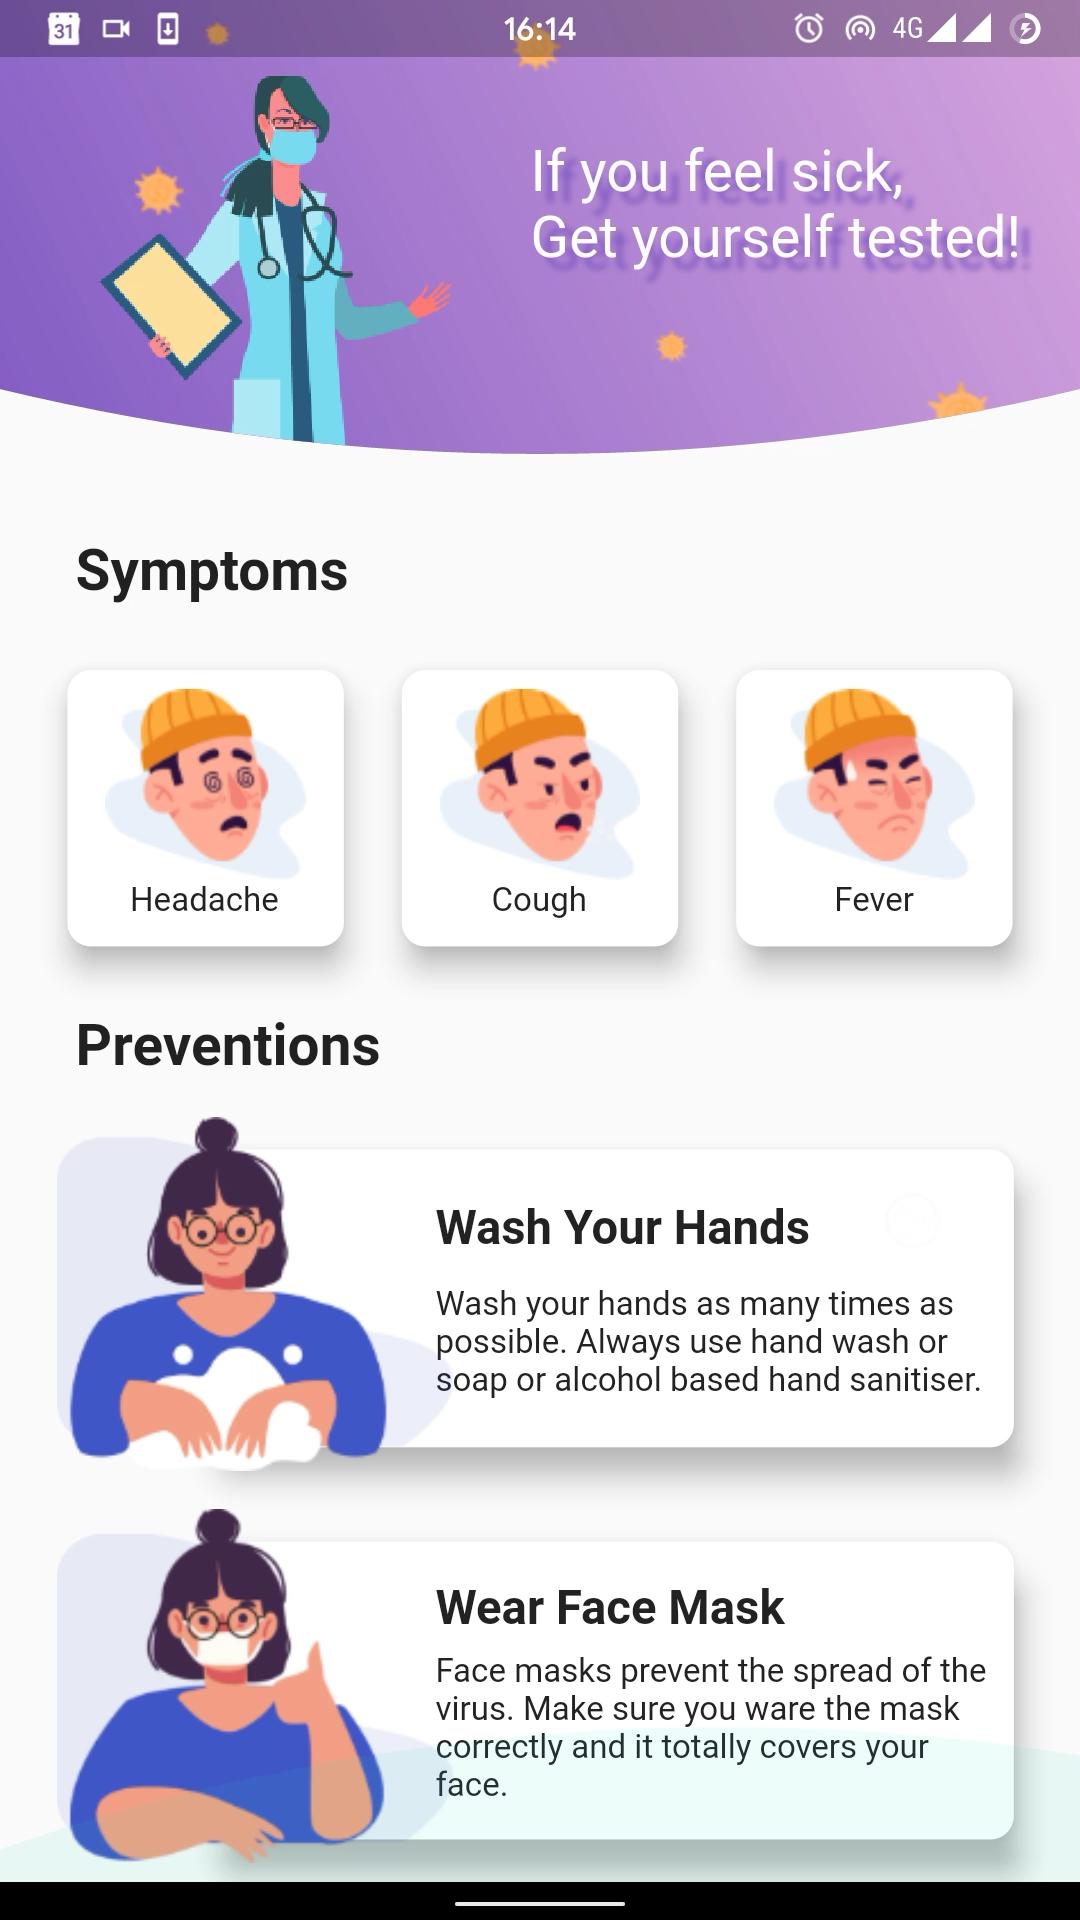 31
16:14
4G
If you feel sick,
Get yourself tested!
Symptoms
Headache
Cough
Fever
Preventions
Wash Your Hands
Wash your hands as many times as
possible. Always use hand wash or
soap or alcohol based hand sanitiser.
Wear Face Mask
Face masks prevent the spread of the
virus. Make sure you ware the mask
correctly and it totally covers your
face.